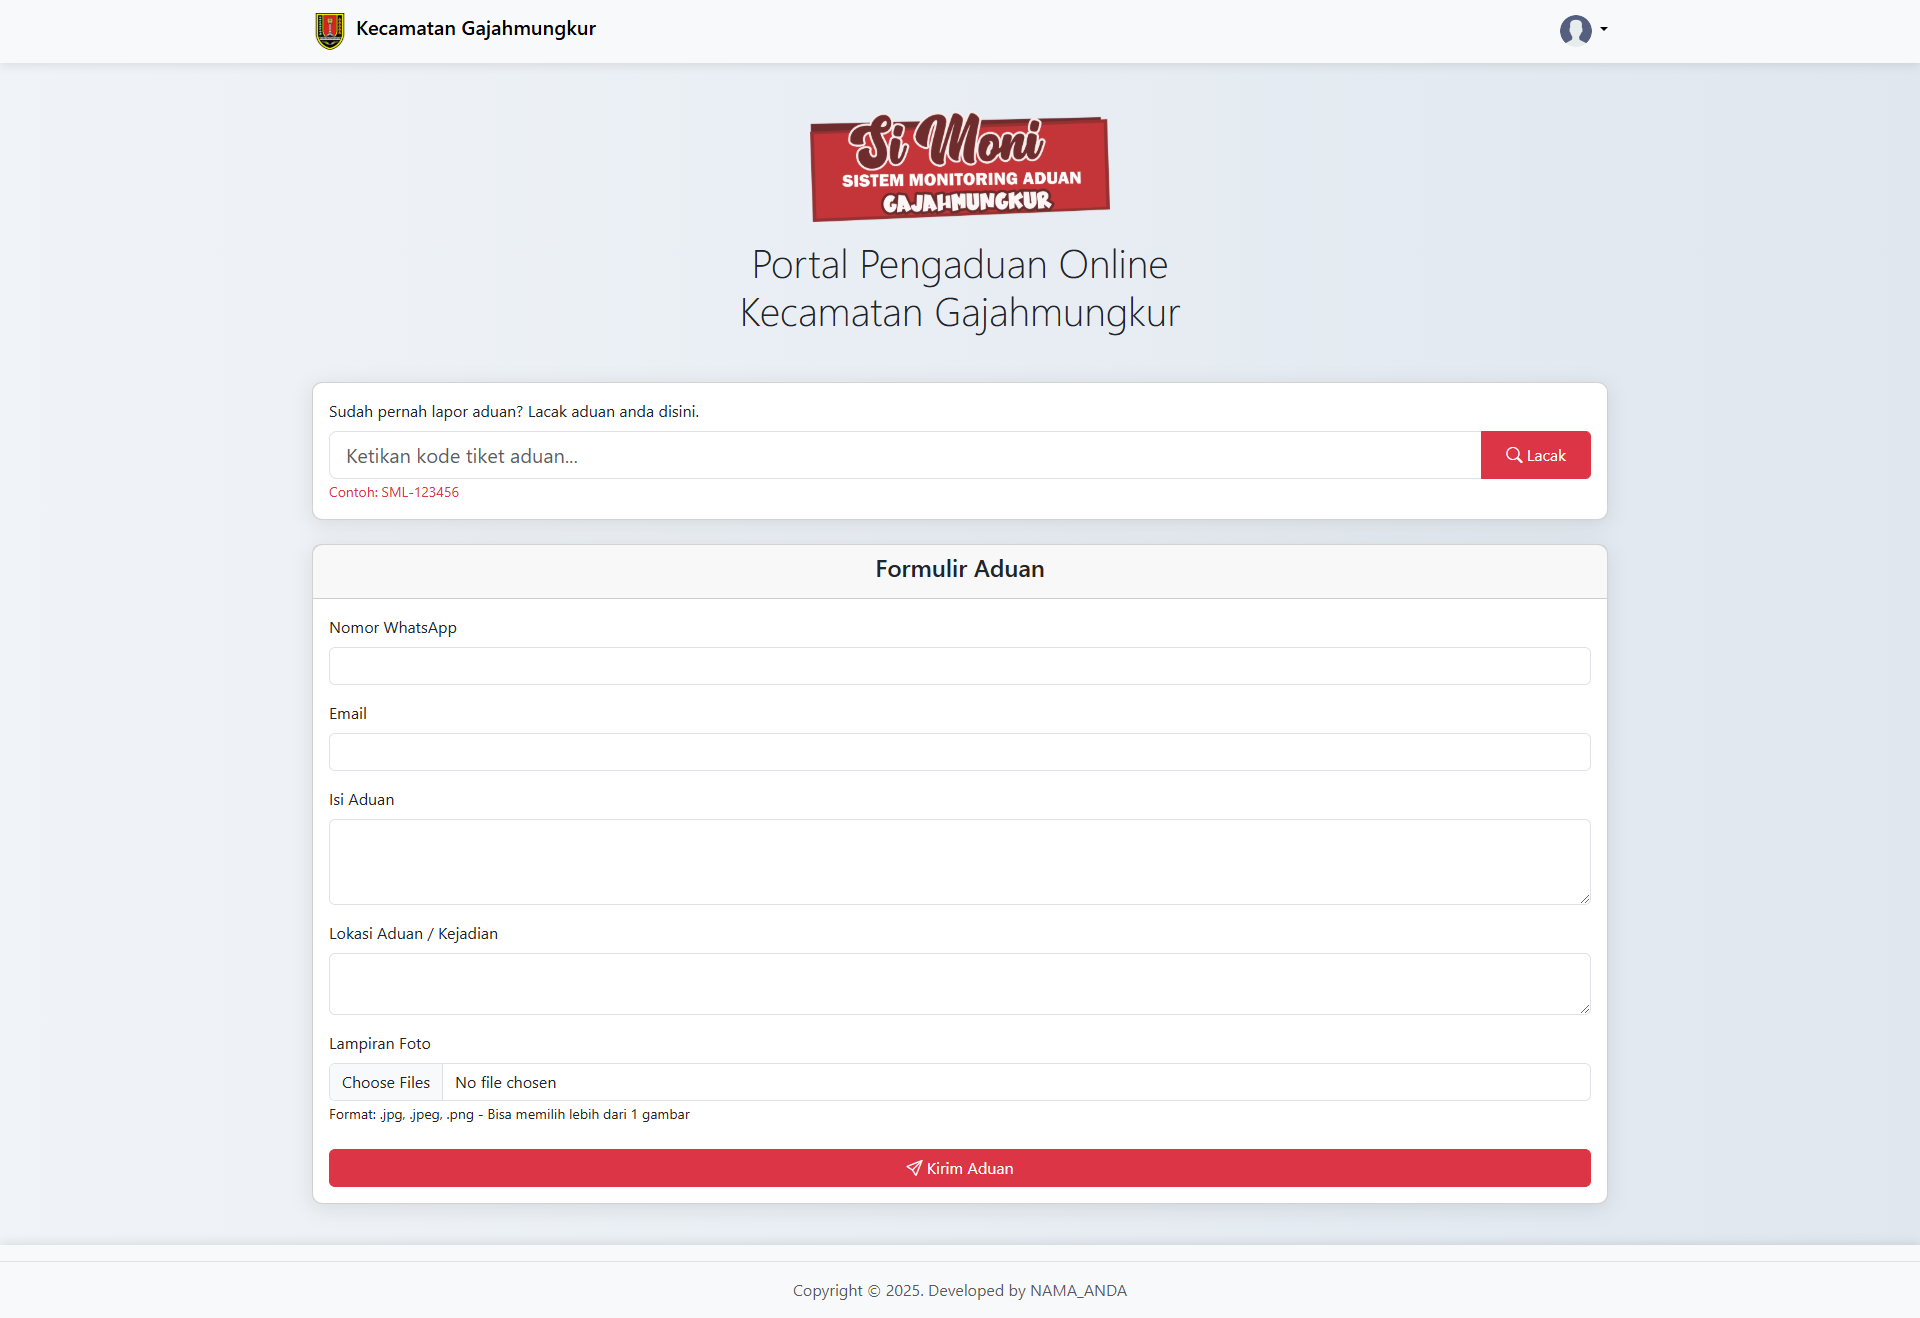 Kecamatan Gajahmungkur
Si Moni
SISTEM MONITORING ADUAN
GAJAHMUNGKUR
Portal Pengaduan Online
Kecamatan Gajahmungkur
Sudah pernah lapor aduan? Lacak aduan anda disini.
Ketikan kode tiket aduan...
Lacak
Contoh: SML-123456
Formulir Aduan
Nomor WhatsApp
Email
Isi Aduan
Lokasi Aduan / Kejadian
Lampiran Foto
Choose Files No file chosen
Format: .jpg, .jpeg, .png - Bisa memilih lebih dari 1 gambar
Kirim Aduan
Copyright © 2025. Developed by NAMA_ANDA